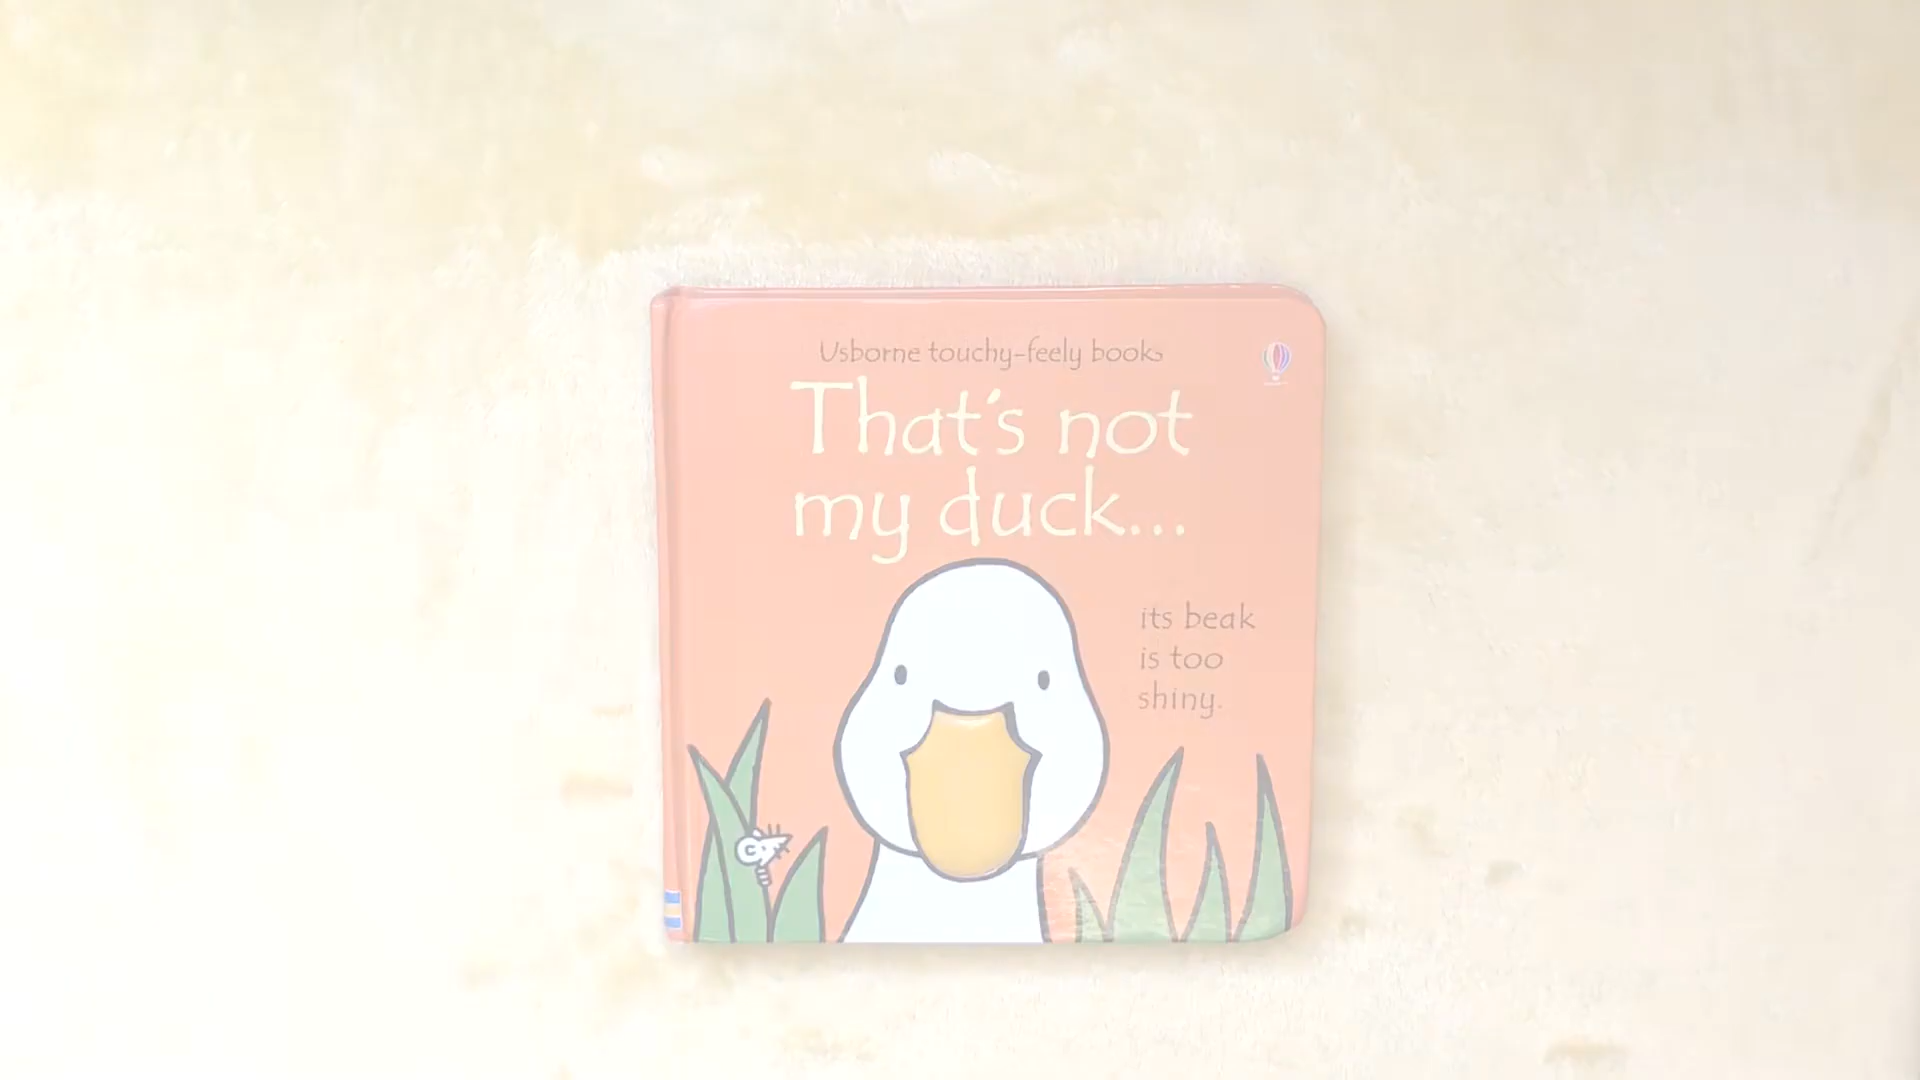 Usborne touchy-feely books
That's not
my duck...
its beak
is too
shiny.